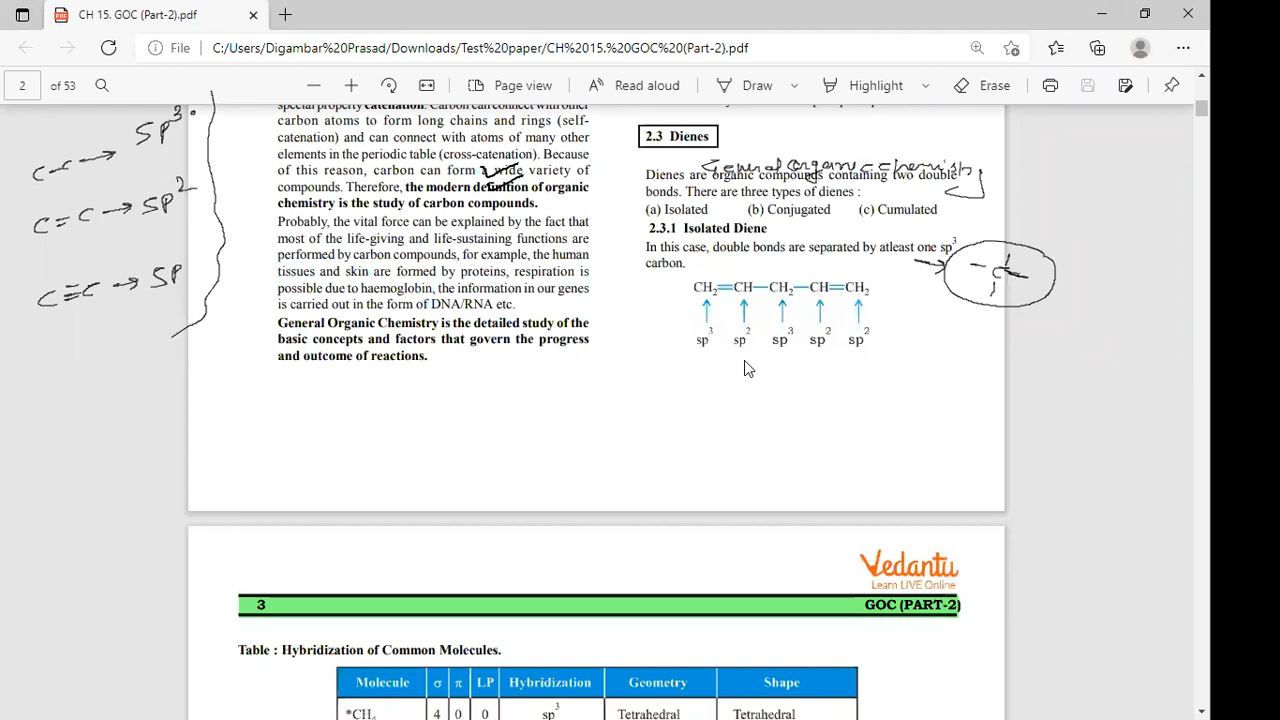 CH 15. GOC (Part-2).pdf
File C:/Users/Digambar%20Prasad/Downloads/Test%20paper/CH%2015.%20GOC%20(Part-2).pdf
2 of 53 Page view Read aloud Draw Highlight Erase
special property catenation. Carbon can connect with other
carbon atoms to form long chains and rings (self-
catenation) and can connect with atoms of many other
elements in the periodic table (cross-catenation). Because
of this reason, carbon can form a wide variety of
compounds. Therefore, the modern definition of organic
chemistry is the study of carbon compounds.
Probably, the vital force can be explained by the fact that
most of the life-giving and life-sustaining functions are
performed by carbon compounds, for example, the human
tissues and skin are formed by proteins, respiration is
possible due to haemoglobin, the information in our genes
is carried out in the form of DNA/RNA etc.
General Organic Chemistry is the detailed study of the
basic concepts and factors that govern the progress
and outcome of reactions.
C-C → SP3
C=C → SP2
C≡C → SP
2.3 Dienes
General organic chemish
Dienes are organic compounds containing two double
bonds. There are three types of dienes :
(a) Isolated (b) Conjugated (c) Cumulated
2.3.1 Isolated Diene
In this case, double bonds are separated by atleast one sp3
carbon.
-C-
CH2=CH—CH2—CH=CH2
sp3 sp2 sp3 sp2 sp2
Vedantu
Learn LIVE Online
3 GOC (PART-2)
Table : Hybridization of Common Molecules.
Molecule σ π LP Hybridization Geometry Shape
*CH4 4 0 0 sp3 Tetrahedral Tetrahedral